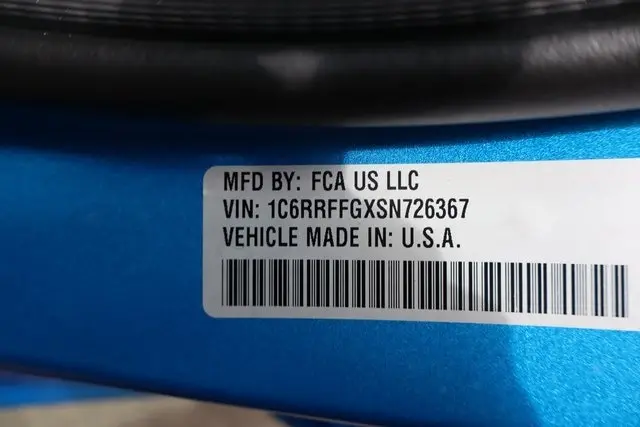 MFD BY: FCA US LLC
VIN: 1C6RRFFGXSN726367
VEHICLE MADE IN: U.S.A.